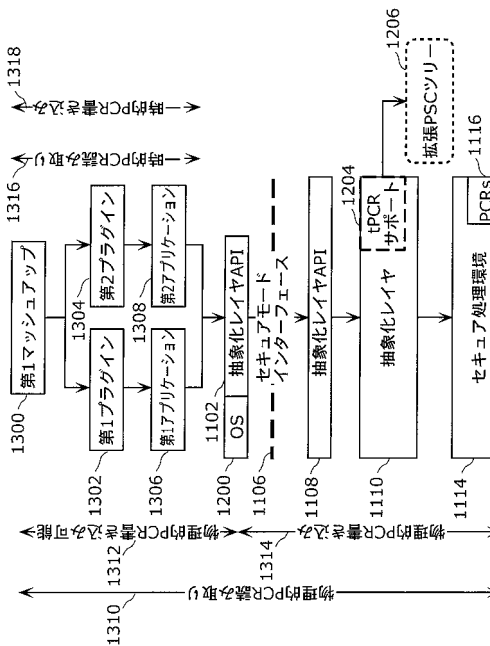 1300
第1マッシュアップ
1316
1318
一時的PCR読み取り
一時的PCR書き込み
1302
第1プラグイン
1304
第2プラグイン
1306
第1アプリケーション
1308
第2アプリケーション
1200
OS
1102
抽象化レイヤAPI
1106
セキュアモード
インターフェース
1108
抽象化レイヤAPI
1110
抽象化レイヤ
1204
tPCR
サポート
1206
拡張PSCツリー
1114
セキュア処理環境
1116
PCRs
1312
物理的PCR書き込み可能
1314
物理的PCR書き込み
1310
物理的PCR読み取り